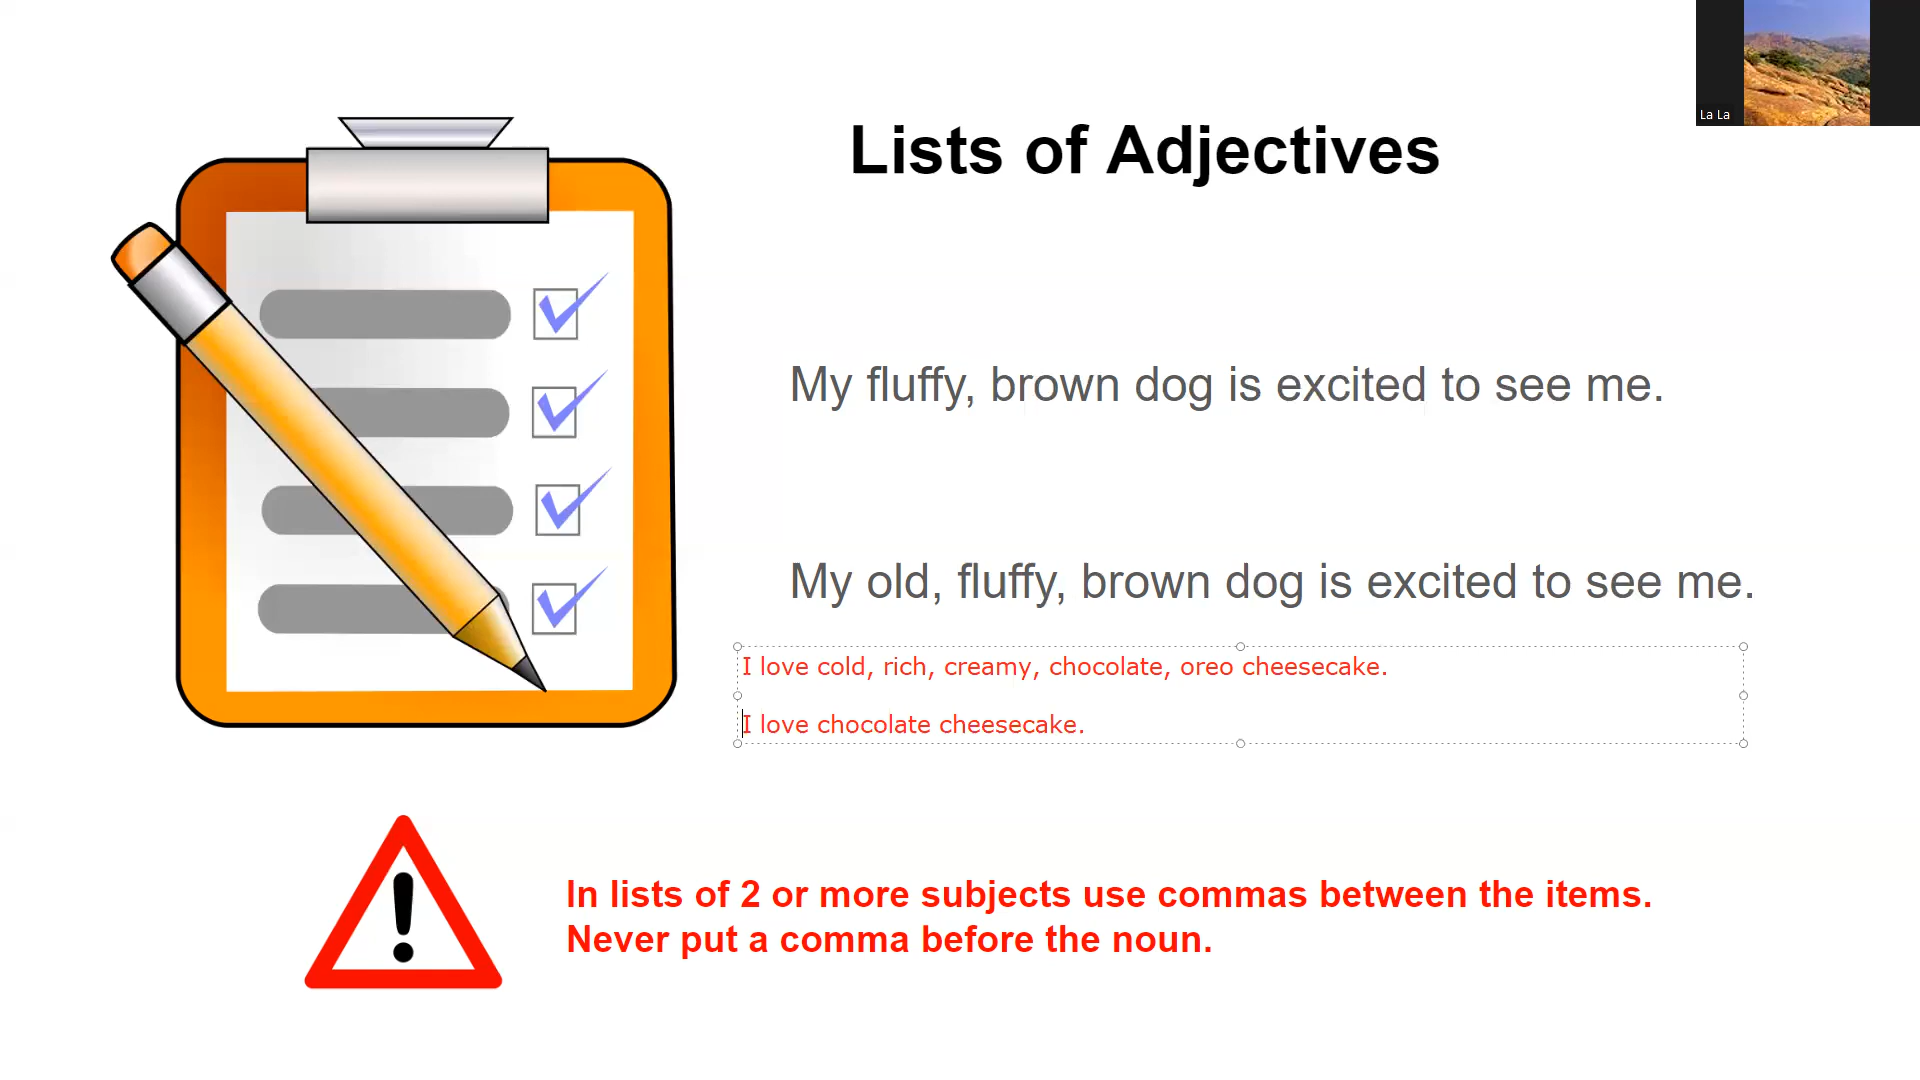 La La
Lists of Adjectives
My fluffy, brown dog is excited to see me.
My old, fluffy, brown dog is excited to see me.
I love cold, rich, creamy, chocolate, oreo cheesecake.
I love chocolate cheesecake.
In lists of 2 or more subjects use commas between the items.
Never put a comma before the noun.